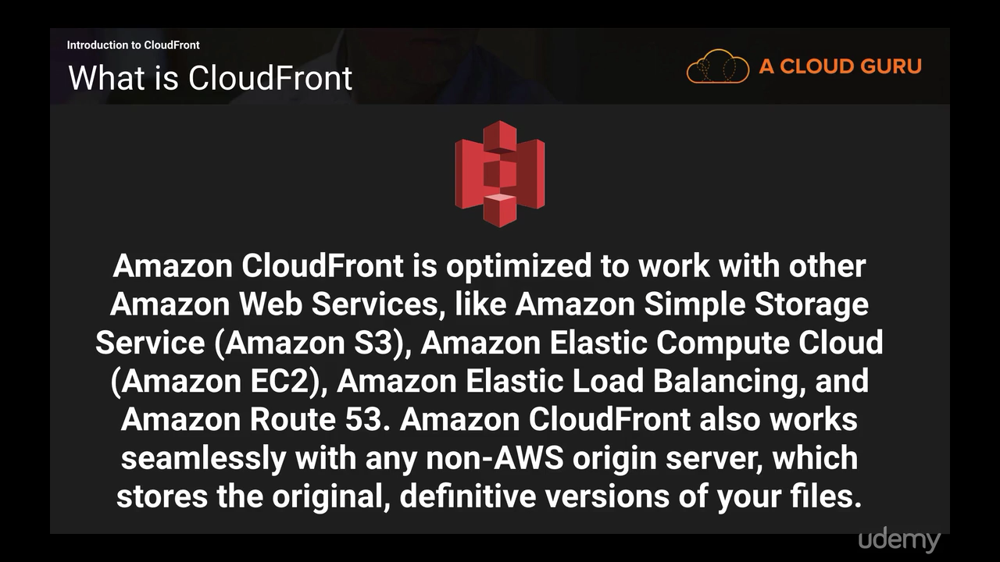 Introduction to CloudFront
What is CloudFront
A CLOUD GURU
Amazon CloudFront is optimized to work with other
Amazon Web Services, like Amazon Simple Storage
Service (Amazon S3), Amazon Elastic Compute Cloud
(Amazon EC2), Amazon Elastic Load Balancing, and
Amazon Route 53. Amazon CloudFront also works
seamlessly with any non-AWS origin server, which
stores the original, definitive versions of your files.
udemy